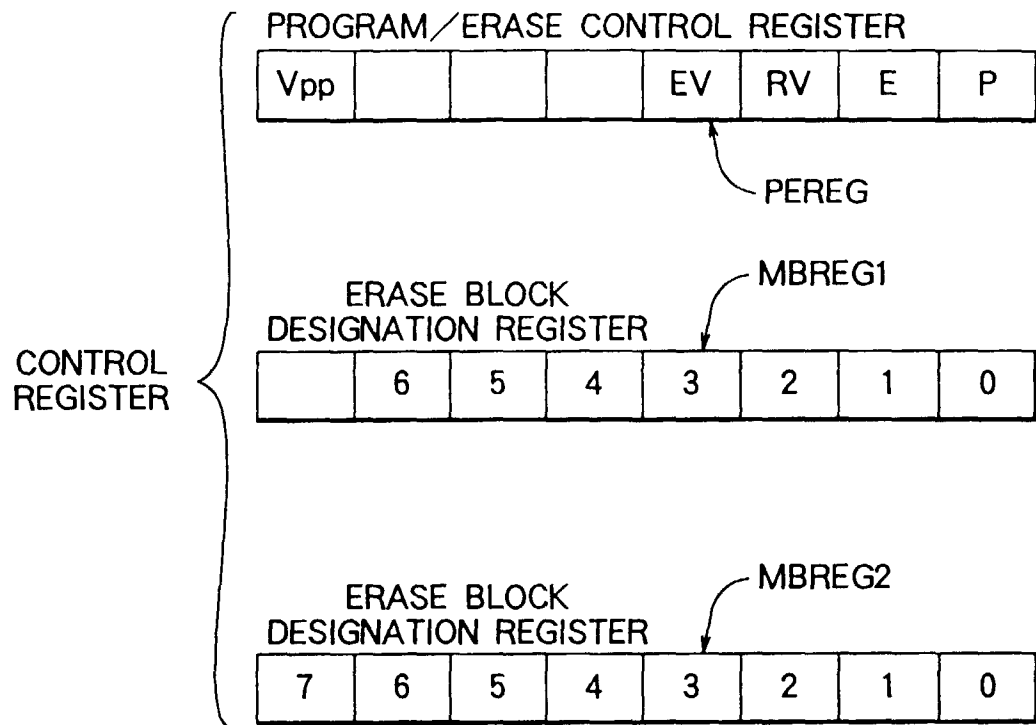 PROGRAM/ERASE CONTROL REGISTER
Vpp EV RV E P
PEREG
MBREG1
ERASE BLOCK
DESIGNATION REGISTER
6 5 4 3 2 1 0
CONTROL
REGISTER
MBREG2
ERASE BLOCK
DESIGNATION REGISTER
7 6 5 4 3 2 1 0